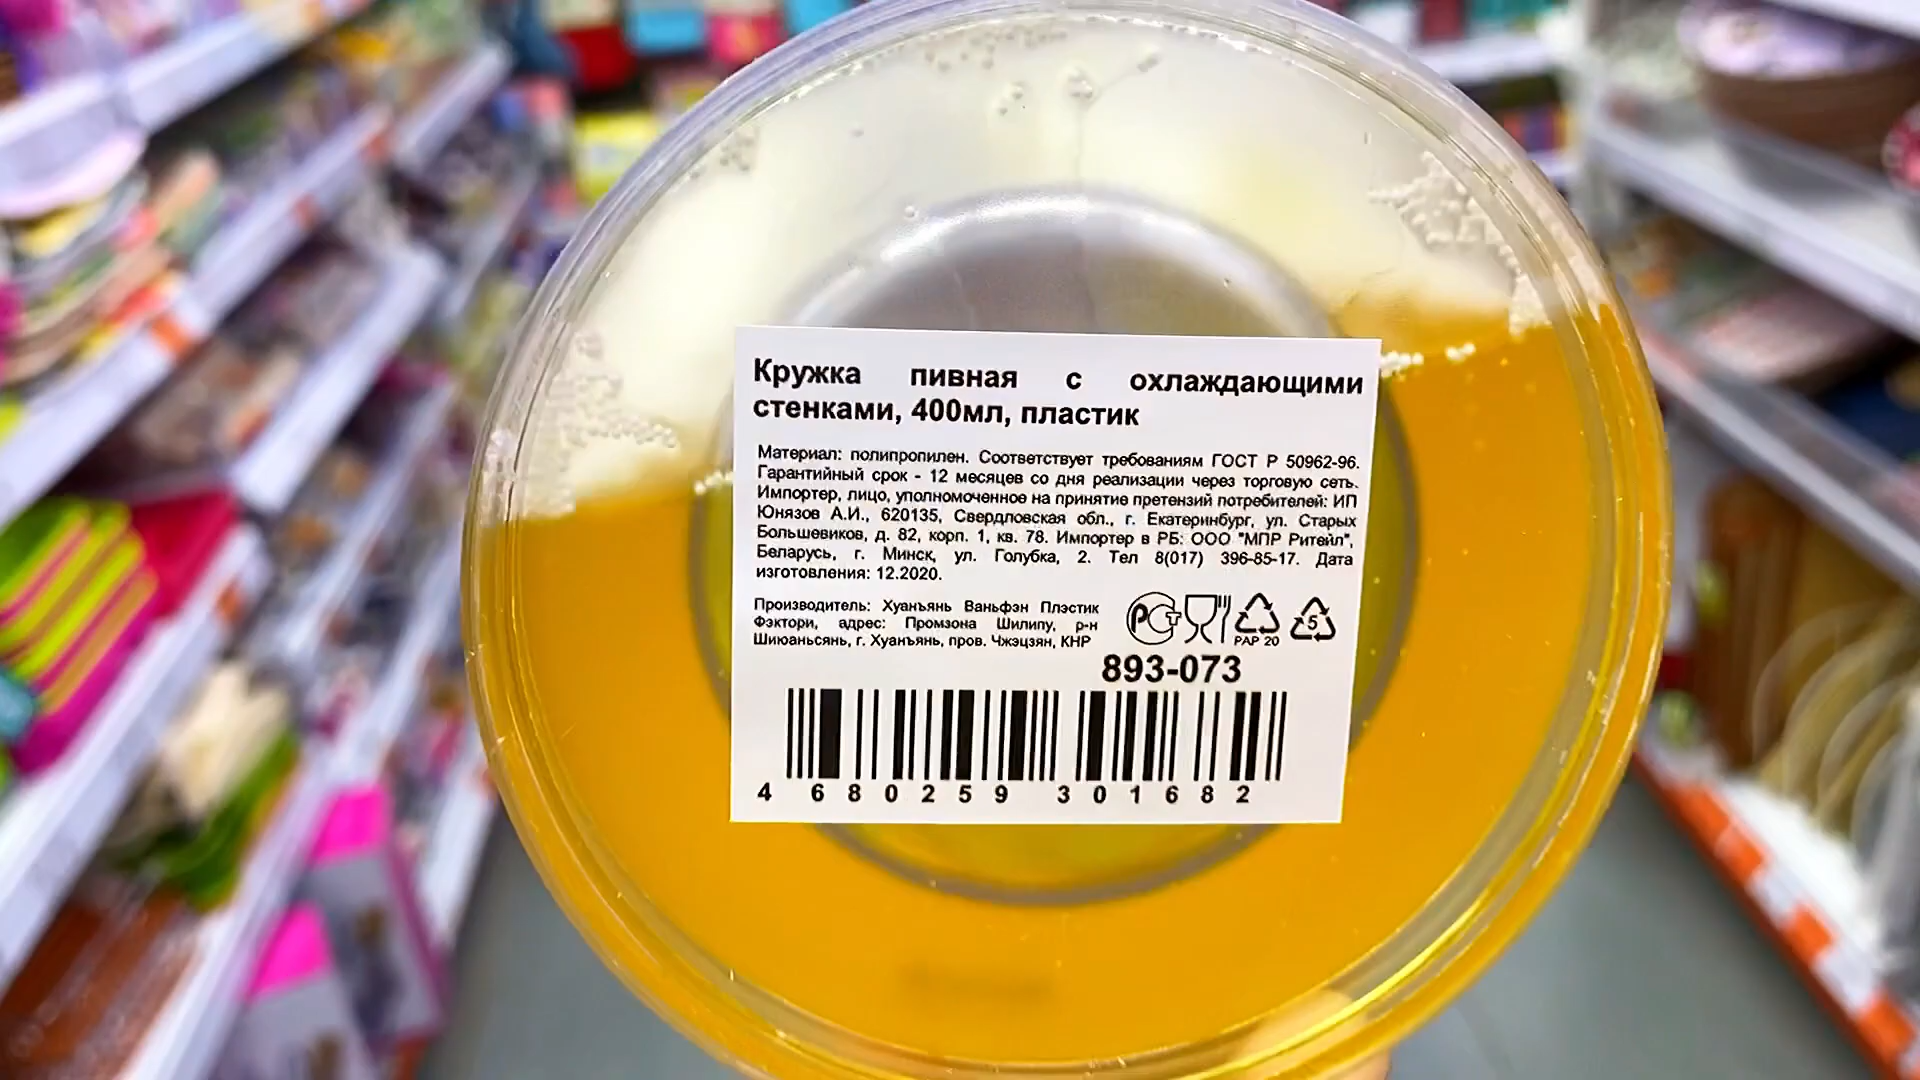 Кружка пивная с охлаждающими
стенками, 400мл, пластик
Материал: полипропилен. Соответствует требованиям ГОСТ Р 50962-96.
Гарантийный срок - 12 месяцев со дня реализации через торговую сеть.
Импортер, лицо, уполномоченное на принятие претензий потребителей: ИП
Юнязов А.И., 620135, Свердловская обл., г. Екатеринбург, ул. Старых
Большевиков, д. 82, корп. 1, кв. 78. Импортер в РБ: ООО "МПР Ритейл",
Беларусь, г. Минск, ул. Голубка, 2. Тел 8(017) 396-85-17. Дата
изготовления: 12.2020.
Производитель: Хуанъянь Ваньфэн Плэстик
Фэктори, адрес: Промзона Шилипу, р-н
Шиюаньсянь, г. Хуанъянь, пров. Чжэцзян, КНР
РСТ
PAP 20
5
893-073
4 680259 301682